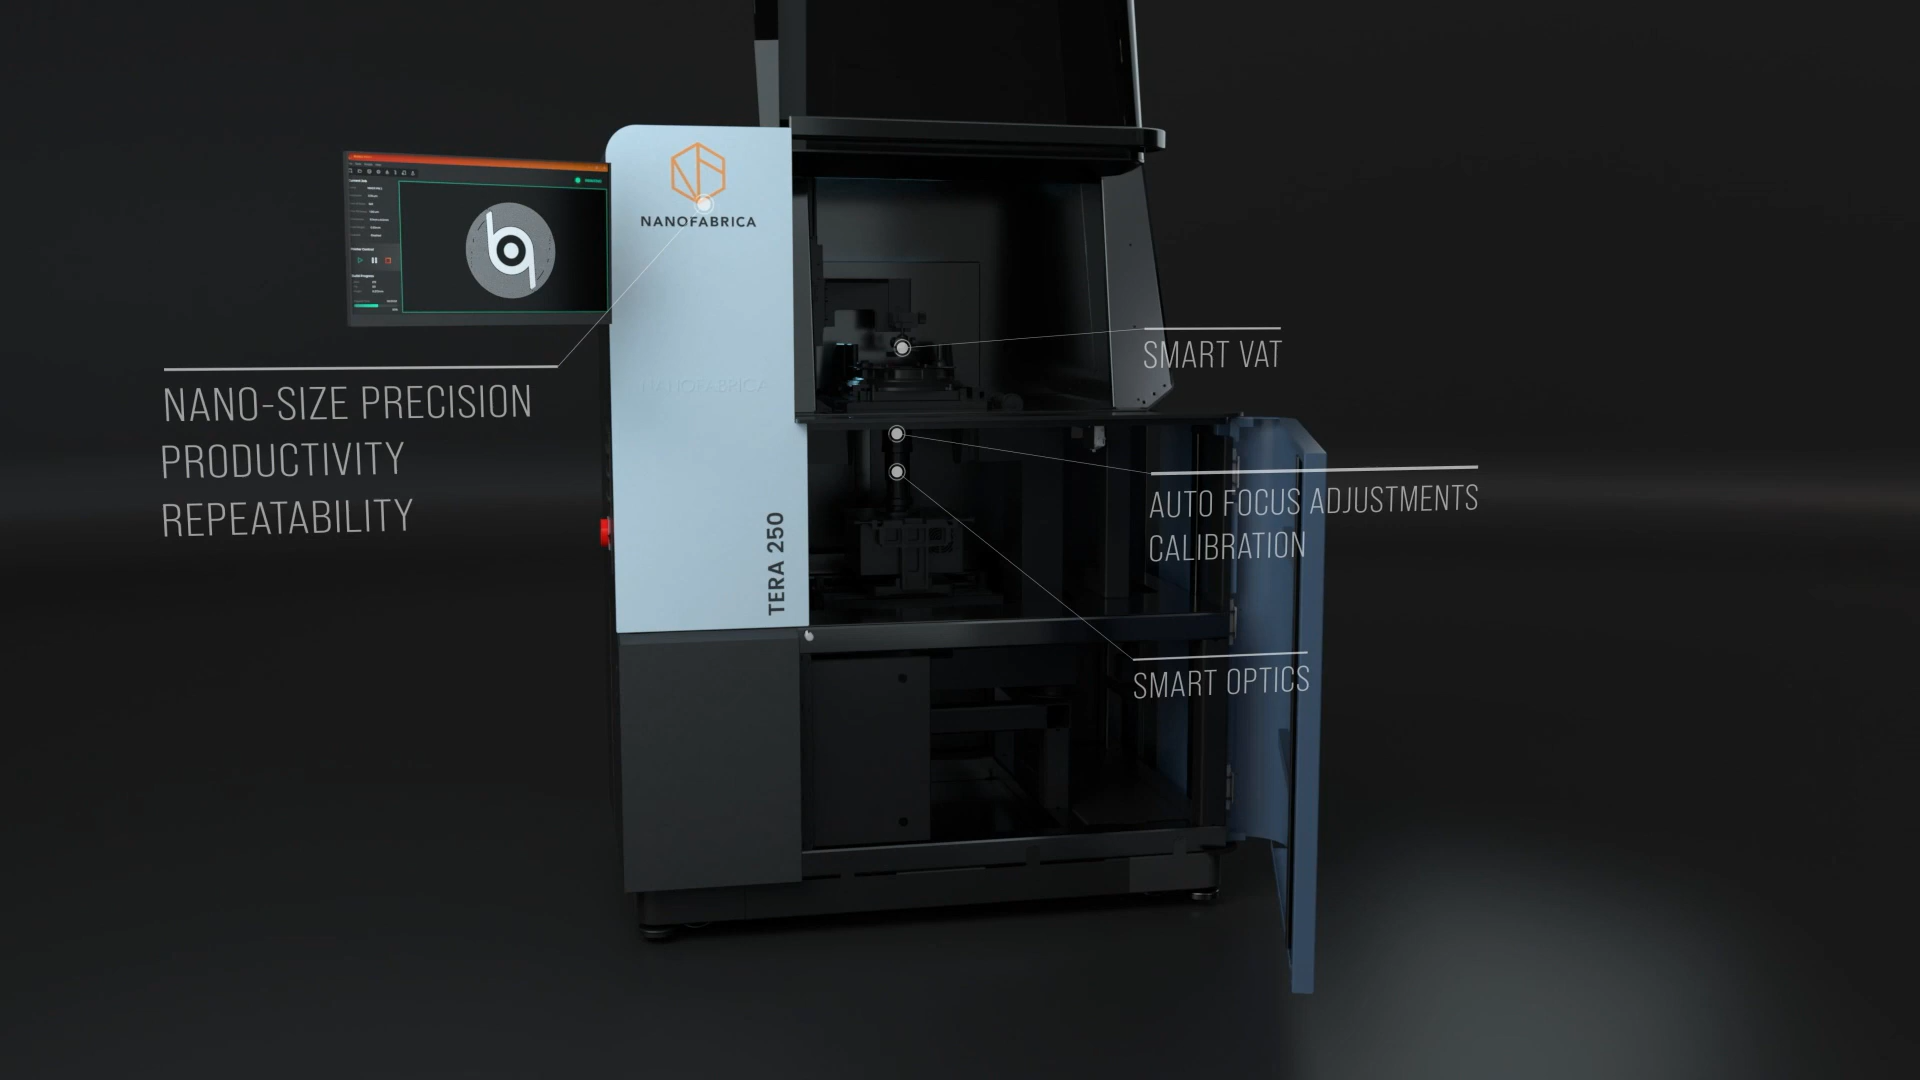 NANOFABRICA
NANOFABRICA
NANO-SIZE PRECISION
PRODUCTIVITY
REPEATABILITY
SMART VAT
AUTO FOCUS ADJUSTMENTS
CALIBRATION
TERA 250
SMART OPTICS